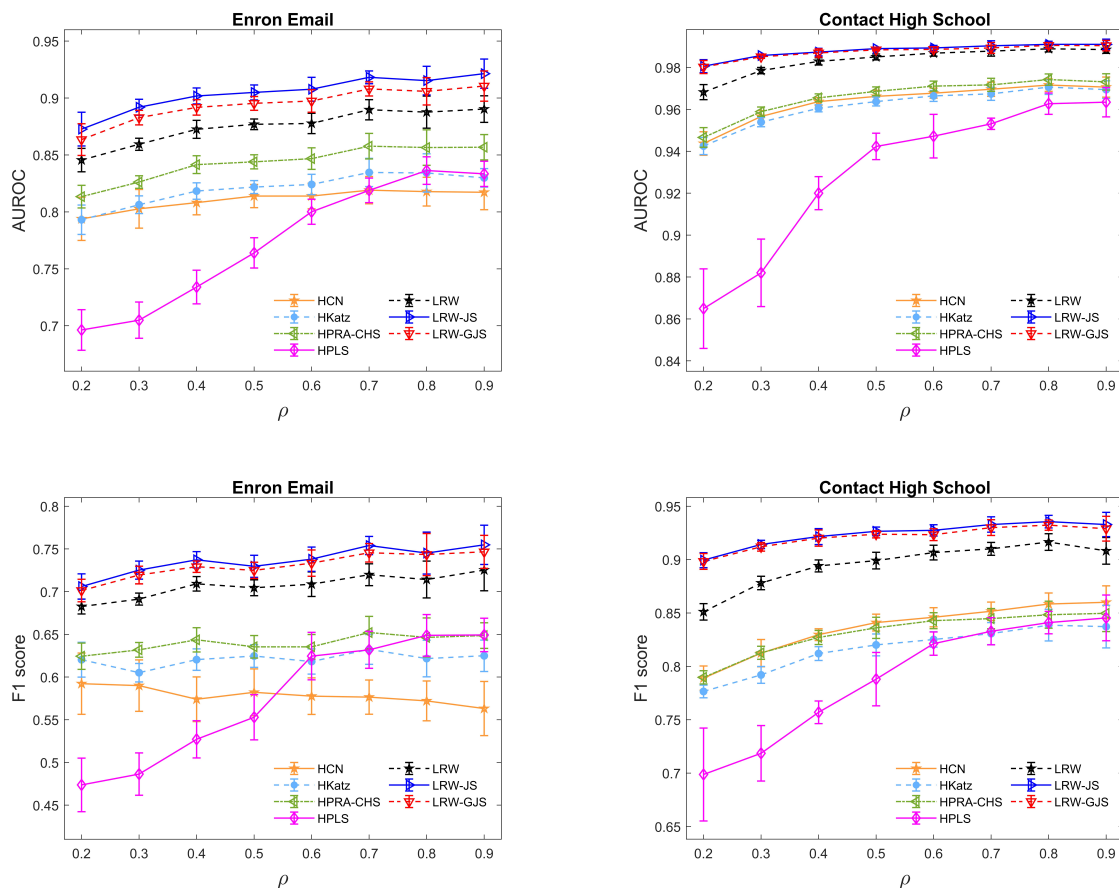 Enron Email
AUROC
0.95
0.9
0.85
0.8
0.75
0.7
HCN
HKatz
HPRA-CHS
HPLS
LRW
LRW-JS
LRW-GJS
0.2 0.3 0.4 0.5 0.6 0.7 0.8 0.9
ρ
Contact High School
AUROC
0.98
0.96
0.94
0.92
0.9
0.88
0.86
0.84
HCN
HKatz
HPRA-CHS
HPLS
LRW
LRW-JS
LRW-GJS
0.2 0.3 0.4 0.5 0.6 0.7 0.8 0.9
ρ
Enron Email
F1 score
0.8
0.75
0.7
0.65
0.6
0.55
0.5
0.45
HCN
HKatz
HPRA-CHS
HPLS
LRW
LRW-JS
LRW-GJS
0.2 0.3 0.4 0.5 0.6 0.7 0.8 0.9
ρ
Contact High School
F1 score
0.95
0.9
0.85
0.8
0.75
0.7
0.65
HCN
HKatz
HPRA-CHS
HPLS
LRW
LRW-JS
LRW-GJS
0.2 0.3 0.4 0.5 0.6 0.7 0.8 0.9
ρ